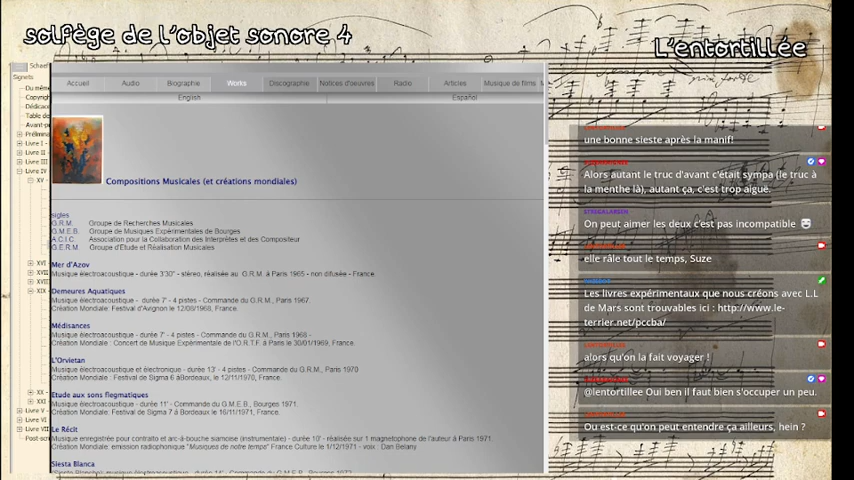 solfège de l'objet sonore 4
L'entortillée
Signets
Accueil
Audio
Biographie
Works
Discographie
Notices d'oeuvres
Radio
Articles
Musique de films
English
Español
Livre I
Livre II
Livre III
Livre IV
XV
Compositions Musicales (et créations mondiales)
sigles
G.R.M. Groupe de Recherches Musicales
G.M.E.B. Groupe de Musiques Expérimentales de Bourges
A.C.I.C. Association pour la Collaboration des Interprètes et des Compositeur
G.E.R.M. Groupe d'Etude et Réalisation Musicales
Mer d'Azov
Musique électroacoustique - durée 3'30" - stéreo, réalisée au G.R.M. à Paris 1965 - non diffusée - France.
Demeures Aquatiques
Musique électroacoustique - durée 7' - 4 pistes - Commande du G.R.M., Paris 1967.
Création Mondiale: Festival d'Avignon le 12/08/1968, France.
Médisances
Musique électroacoustique - durée 7' - 4 pistes - Commande du G.R.M., Paris 1968 -
Création Mondiale : Concert de Musique Expérimentale de l'O.R.T.F. à Paris le 30/01/1969, France.
L'Orvietan
Musique électroacoustique et électronique - durée 13' - 4 pistes - Commande du G.R.M., Paris 1970
Création Mondiale : Festival de Sigma 6 àBordeaux, le 12/11/1970, France.
Etude aux sons flegmatiques
Musique électroacoustique - durée 11' - Commande du G.M.E.B., Bourges 1971.
Création Mondiale : Festival de Sigma 7 à Bordeaux le 16/11/1971, France.
Le Récit
Musique enregistrée pour contralto et arc-à-bouche siamoise (instrumentale) - durée 10' - réalisée sur 1 magnetophone de l'auteur à Paris 1971.
Création Mondiale : emission radiophonique "Musiques de notre temps" France Culture le 1/12/1971 - voix : Dan Belany
Siesta Blanca
une bonne sieste après la manif!
Alors autant le truc d'avant c'était sympa (le truc à
la menthe là), autant ça, c'est trop aigüe.
On peut aimer les deux c'est pas incompatible
elle râle tout le temps, Suze
Les livres expérimentaux que nous créons avec L.L
de Mars sont trouvables ici : http://www.le-
terrier.net/pccba/
alors qu'on la fait voyager !
@lentortillee Oui ben il faut bien s'occuper un peu.
Ou est-ce qu'on peut entendre ça ailleurs, hein ?